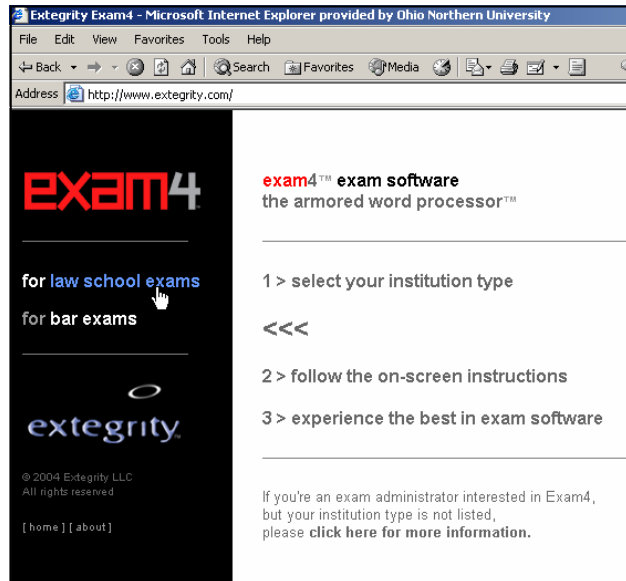 Extegrity Exam4 - Microsoft Internet Explorer provided by Ohio Northern University
File Edit View Favorites Tools Help
Back Search Favorites Media
Address http://www.extegrity.com/
exam4
for law school exams
for bar exams
extegrity™
© 2004 Extegrity LLC
All rights reserved
[ home ] [ about ]
exam4™ exam software
the armored word processor™
1 > select your institution type
<<<
2 > follow the on-screen instructions
3 > experience the best in exam software
If you're an exam administrator interested in Exam4,
but your institution type is not listed,
please click here for more information.